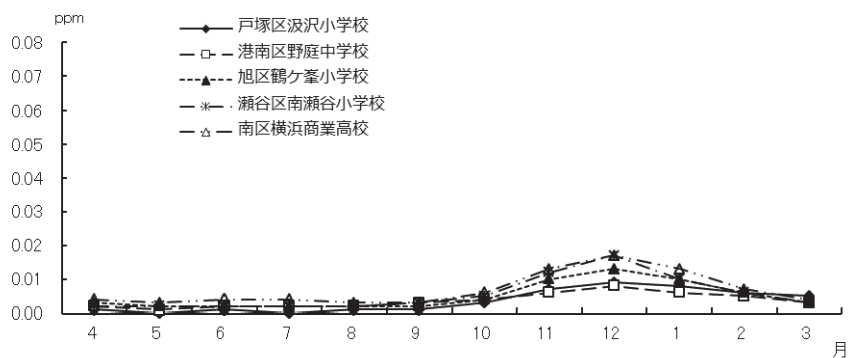 ppm
戸塚区汲沢小学校
港南区野庭中学校
旭区鶴ケ峯小学校
瀬谷区南瀬谷小学校
南区横浜商業高校
0.08
0.07
0.06
0.05
0.04
0.03
0.02
0.01
0.00
4 5 6 7 8 9 10 11 12 1 2 3
月